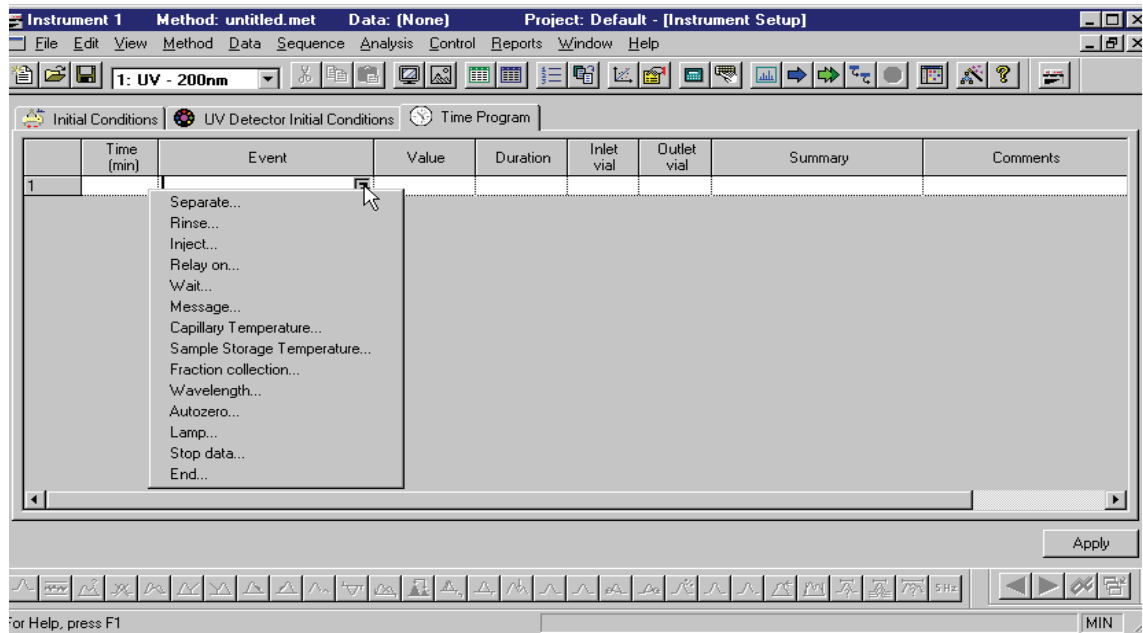 Instrument 1 Method: untitled.met Data: (None) Project: Default - [Instrument Setup]
File Edit View Method Data Sequence Analysis Control Reports Window Help
1: UV - 200nm
Initial Conditions UV Detector Initial Conditions Time Program
Time (min) Event Value Duration Inlet vial Outlet vial Summary Comments
1
Separate...
Rinse...
Inject...
Relay on...
Wait...
Message...
Capillary Temperature...
Sample Storage Temperature...
Fraction collection...
Wavelength...
Autozero...
Lamp...
Stop data...
End...
Apply
5 Hz
For Help, press F1 MIN